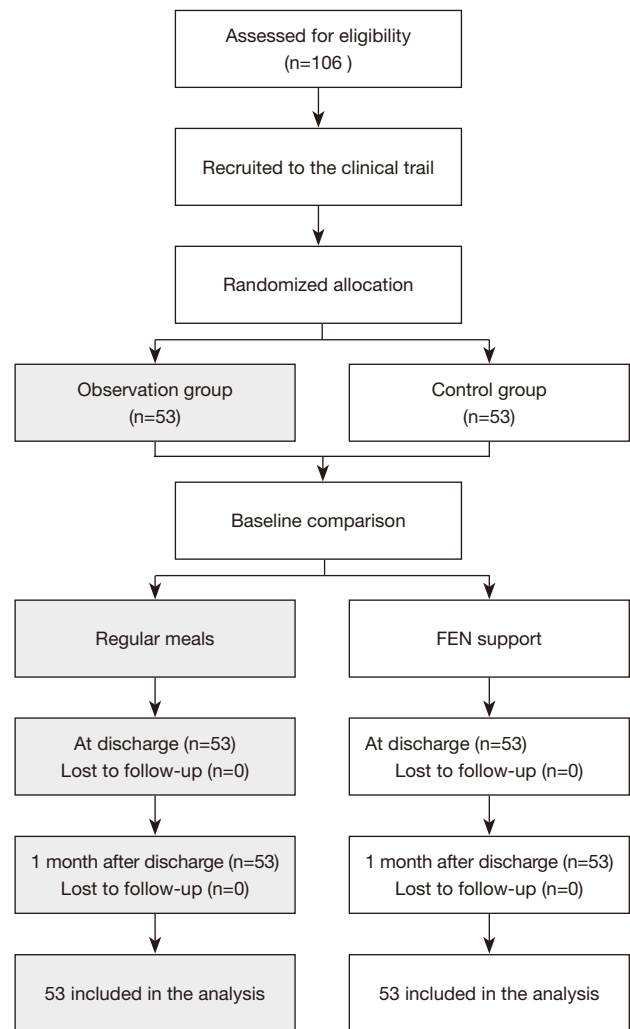 Assessed for eligibility
(n=106 )
Recruited to the clinical trail
Randomized allocation
Observation group
(n=53)
Control group
(n=53)
Baseline comparison
Regular meals
FEN support
At discharge (n=53)
Lost to follow-up (n=0)
At discharge (n=53)
Lost to follow-up (n=0)
1 month after discharge (n=53)
Lost to follow-up (n=0)
1 month after discharge (n=53)
Lost to follow-up (n=0)
53 included in the analysis
53 included in the analysis